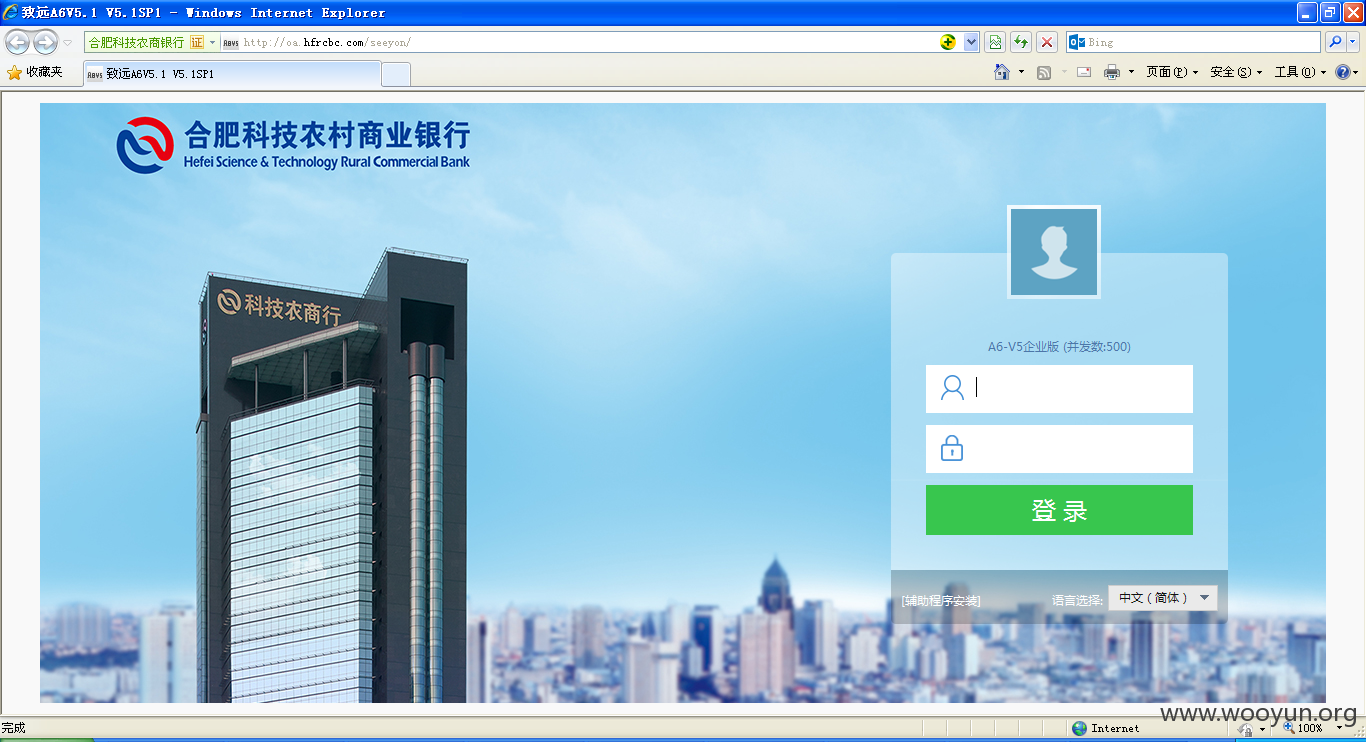 致远A6V5.1 V5.1SP1 - Windows Internet Explorer
合肥科技农商银行 证 http://oa.hfrcbc.com/seeyon/ Bing
收藏夹 致远A6V5.1 V5.1SP1 页面(P) 安全(S) 工具(O)
合肥科技农村商业银行
Hefei Science & Technology Rural Commercial Bank
科技农商行
A6-V5企业版 (并发数:500)
登录
[辅助程序安装] 语言选择: 中文 ( 简体 )
www.wooyun.org
完成 Internet 100%